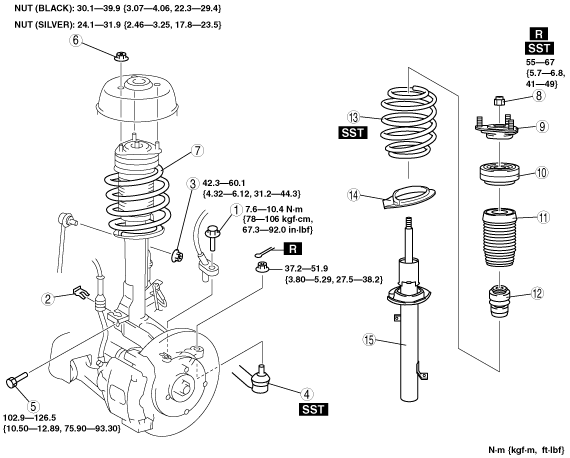 NUT (BLACK): 30.1—39.9 {3.07—4.06, 22.3—29.4}
NUT (SILVER): 24.1—31.9 {2.46—3.25, 17.8—23.5}
6
R
SST
55—67
{5.7—6.8,
41—49}
8
13
SST
9
7
10
3
42.3—60.1
{4.32—6.12, 31.2—44.3}
14
1
7.6—10.4 N·m
{78—106 kgf·cm,
67.3—92.0 in·lbf}
11
R
37.2—51.9
{3.80—5.29, 27.5—38.2}
2
12
15
4
SST
5
102.9—126.5
{10.50—12.89, 75.90—93.30}
N·m {kgf·m, ft·lbf}